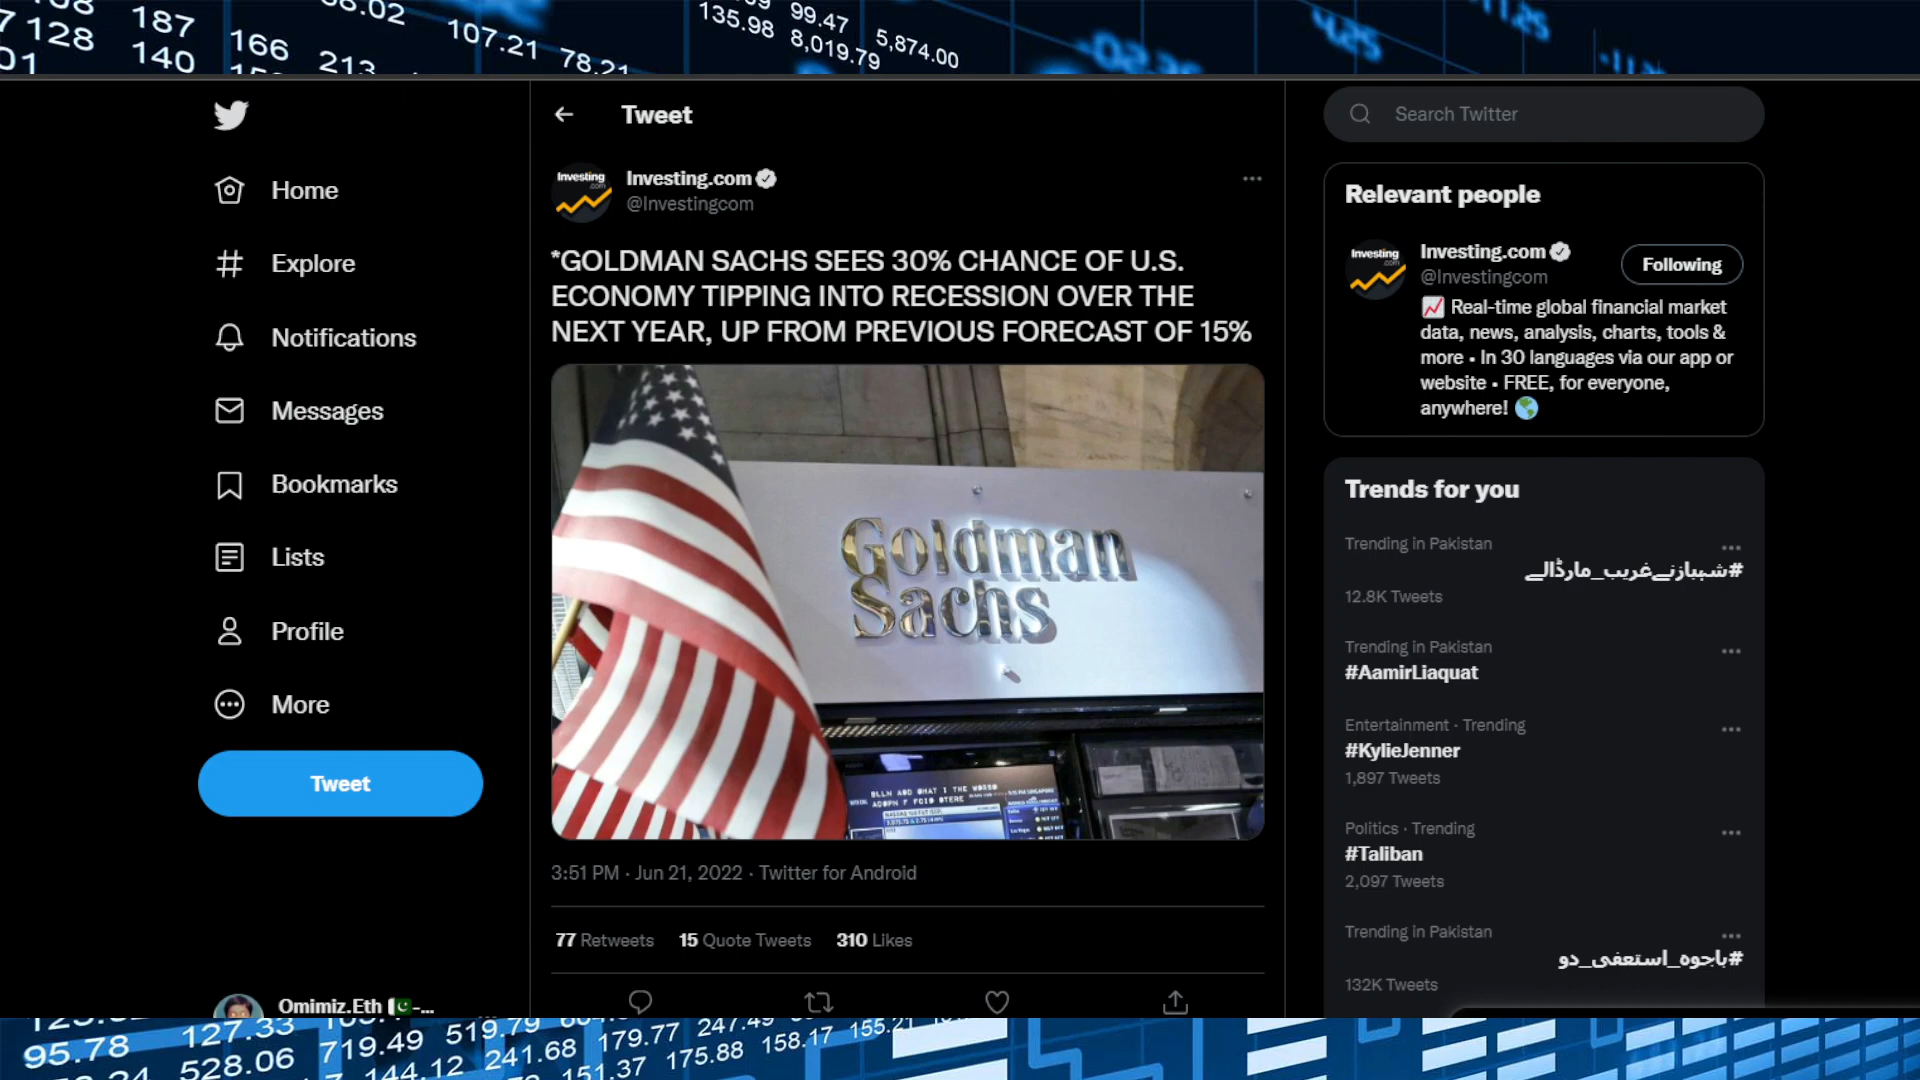 187
128
166
140
213
107.21
78.21
99.47
135.98
8,019.79
5,874.00
Home
Explore
Notifications
Messages
Bookmarks
Lists
Profile
More
Tweet
Omimiz.Eth
Tweet
Investing.com
Investing.com
@Investingcom
*GOLDMAN SACHS SEES 30% CHANCE OF U.S.
ECONOMY TIPPING INTO RECESSION OVER THE
NEXT YEAR, UP FROM PREVIOUS FORECAST OF 15%
Goldman
Sachs
3:51 PM · Jun 21, 2022 · Twitter for Android
77 Retweets 15 Quote Tweets 310 Likes
Search Twitter
Relevant people
Investing.com
Investing.com
@Investingcom
Following
Real-time global financial market
data, news, analysis, charts, tools &
more • In 30 languages via our app or
website • FREE, for everyone,
anywhere!
Trends for you
Trending in Pakistan
#شہبازنےغریب_مارڈالے
12.8K Tweets
Trending in Pakistan
#AamirLiaquat
Entertainment · Trending
#KylieJenner
1,897 Tweets
Politics · Trending
#Taliban
2,097 Tweets
Trending in Pakistan
#باجوہ_استعفی_دو
132K Tweets
95.78
127.33
528.06
719.49
519.79
144.12
241.68
179.77
151.37
175.88
158.17
155.21